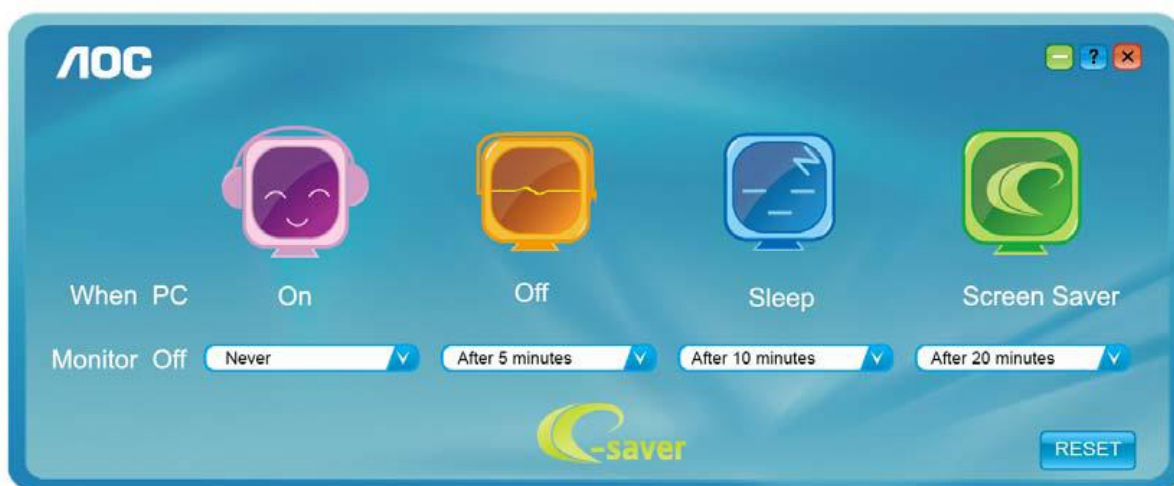 AOC
?
When PC On Off Sleep Screen Saver
Monitor Off Never After 5 minutes After 10 minutes After 20 minutes
e-saver
RESET